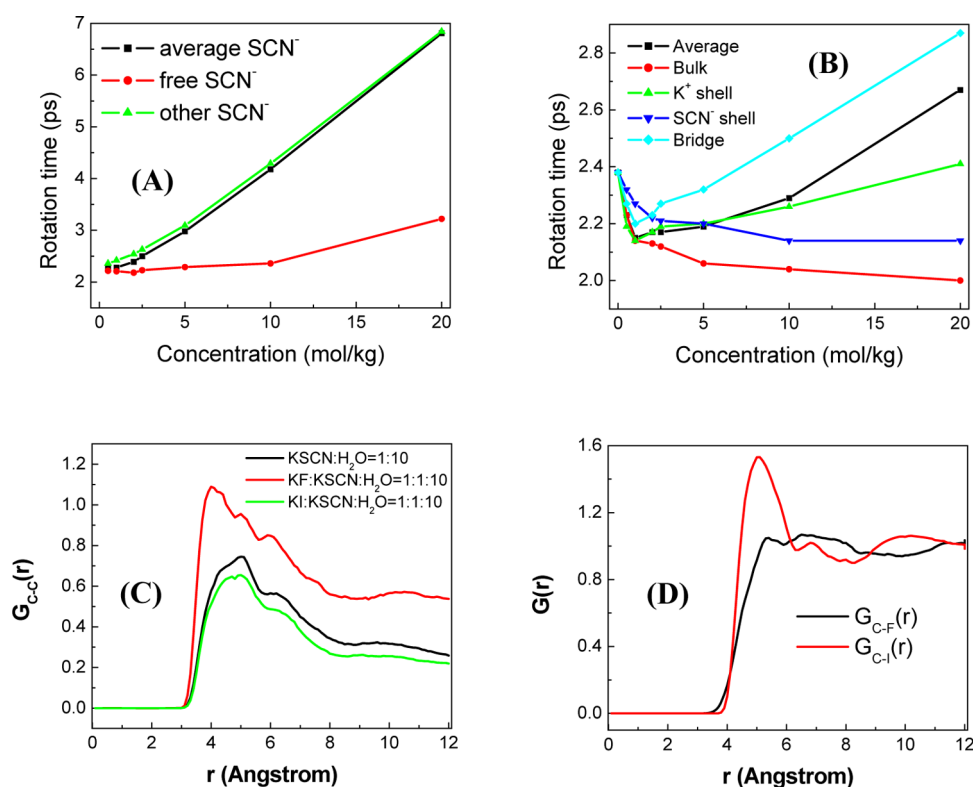 7
6
5
4
3
2
average SCN⁻
free SCN⁻
other SCN⁻
(A)
Rotation time (ps)
0 5 10 15 20
Concentration (mol/kg)
2.8
2.6
2.4
2.2
2.0
Average
Bulk
K⁺ shell
SCN⁻ shell
Bridge
(B)
Rotation time (ps)
0 5 10 15 20
Concentration (mol/kg)
1.2
1.0
0.8
0.6
0.4
0.2
0.0
KSCN:H₂O=1:10
KF:KSCN:H₂O=1:1:10
KI:KSCN:H₂O=1:1:10
(C)
G_C-C(r)
0 2 4 6 8 10 12
r (Angstrom)
1.6
1.2
0.8
0.4
0.0
(D)
G_C-F(r)
G_C-I(r)
G(r)
0 2 4 6 8 10 12
r (Angstrom)